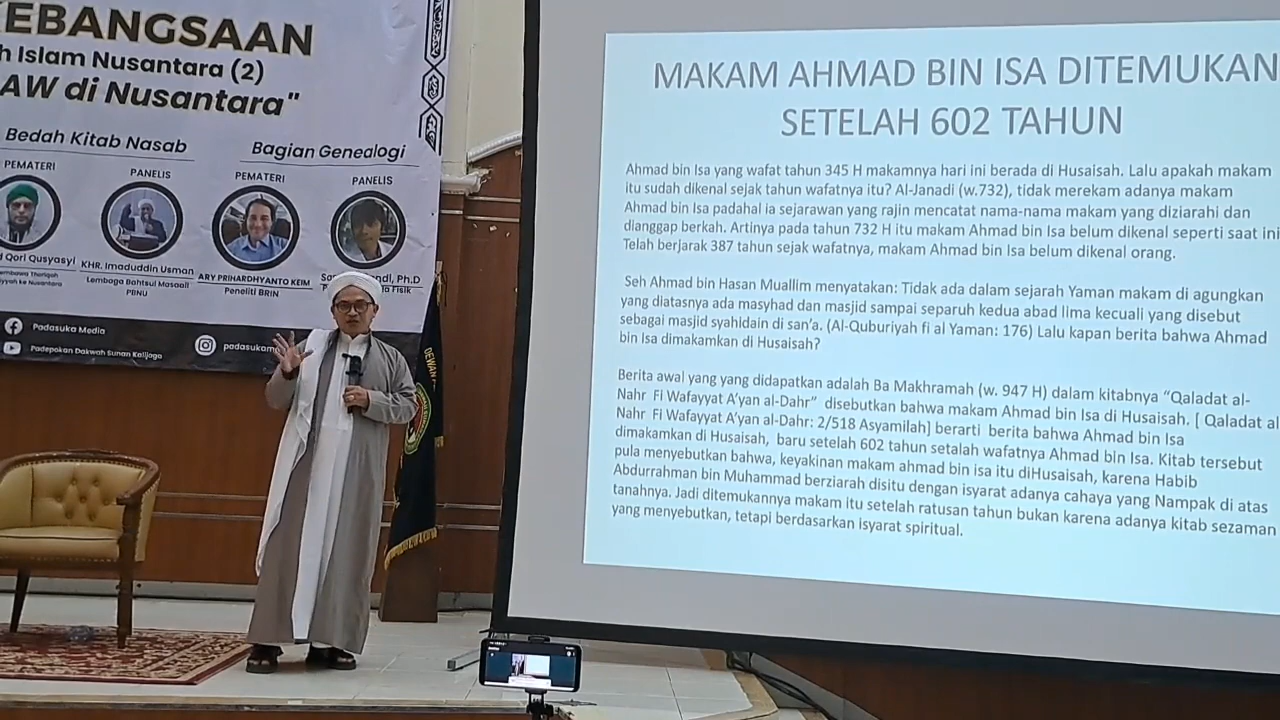 EBANGSAAN
h Islam Nusantara (2)
AW di Nusantara"
Bedah Kitab Nasab
Bagian Genealogi
PEMATERI
PANELIS
PEMATERI
PANELIS
Qori Qusyasyi
KHR. Imaduddin Usman
Lembaga Bahtsul Masaail
PBNU
ARY PRIHARDHYANTO KEIM
Peneliti BRIN
Ph.D
Fisik
embawa Thoriqoh
ke Nusantara
Padasuka Media
Padepokan Dakwah Sunan Kalijaga
padasukam
DEWAN
MAKAM AHMAD BIN ISA DITEMUKAN
SETELAH 602 TAHUN
Ahmad bin Isa yang wafat tahun 345 H makamnya hari ini berada di Husaisah. Lalu apakah makam
itu sudah dikenal sejak tahun wafatnya itu? Al-Janadi (w.732), tidak merekam adanya makam
Ahmad bin Isa padahal ia sejarawan yang rajin mencatat nama-nama makam yang diziarahi dan
dianggap berkah. Artinya pada tahun 732 H itu makam Ahmad bin Isa belum dikenal seperti saat ini
Telah berjarak 387 tahun sejak wafatnya, makam Ahmad bin Isa belum dikenal orang.
Seh Ahmad bin Hasan Muallim menyatakan: Tidak ada dalam sejarah Yaman makam di agungkan
yang diatasnya ada masyhad dan masjid sampai separuh kedua abad lima kecuali yang disebut
sebagai masjid syahldain di san'a. (Al-Quburiyah fi al Yaman: 176) Lalu kapan berita bahwa Ahmad
bin Isa dimakamkan di Husaisah?
Berita awal yang yang didapatkan adalah Ba Makhramah (w. 947 H) dalam kitabnya "Qaladat al-
Nahr Fi Wafayyat A'yan al-Dahr" disebutkan bahwa makam Ahmad bin Isa di Husaisah. [ Qaladat al
Nahr Fi Wafayyat A'yan al-Dahr: 2/518 Asyamilah] berarti berita bahwa Ahmad bin Isa
dimakamkan di Husaisah, baru setelah 602 tahun setalah wafatnya Ahmad bin Isa. Kitab tersebut
pula menyebutkan bahwa, keyakinan makam ahmad bin isa itu diHusaisah, karena Habib
Abdurrahman bin Muhammad berziarah disitu dengan isyarat adanya cahaya yang Nampak di atas
tanahnya. Jadi ditemukannya makam itu setelah ratusan tahun bukan karena adanya kitab sezaman
yang menyebutkan, tetapi berdasarkan isyarat spiritual.